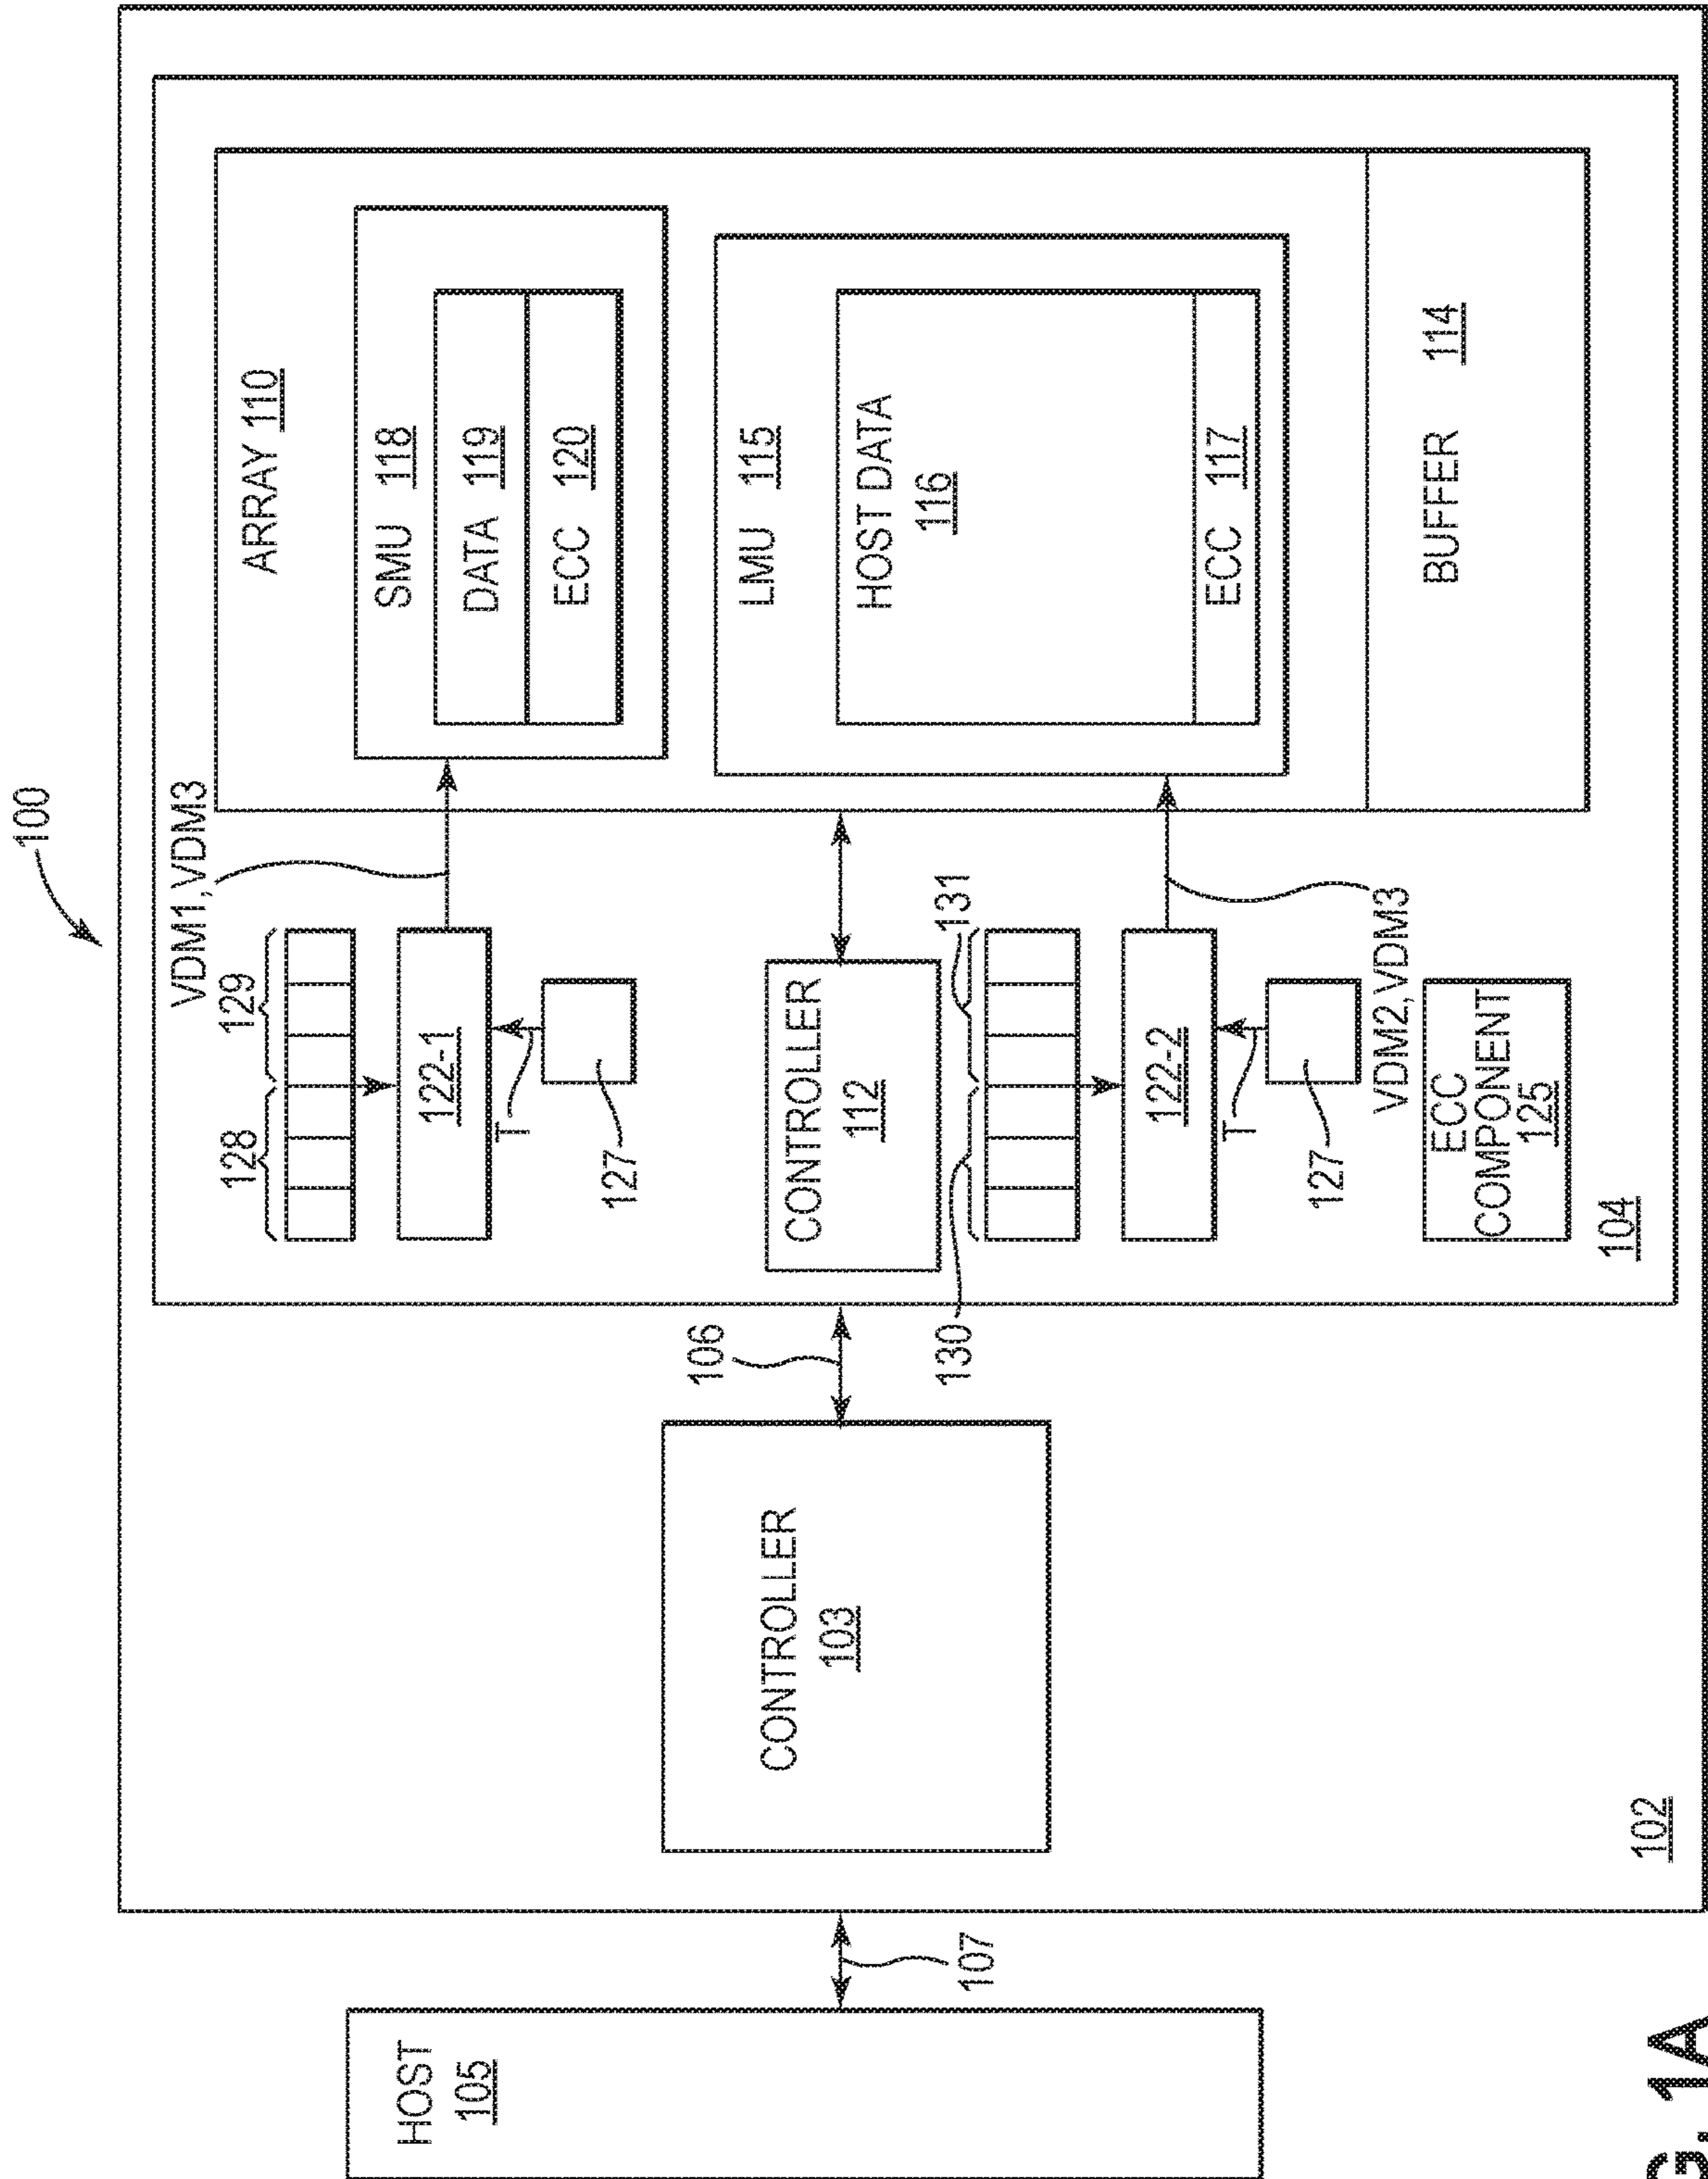 100
HOST
105
107
102
CONTROLLER
103
106
104
128
129
VDM1,VDM3
122-1
T
127
CONTROLLER
112
130
131
122-2
T
127
VDM2,VDM3
ECC
COMPONENT
125
ARRAY 110
SMU 118
DATA 119
ECC 120
LMU 115
HOST DATA
116
ECC 117
BUFFER 114
1A